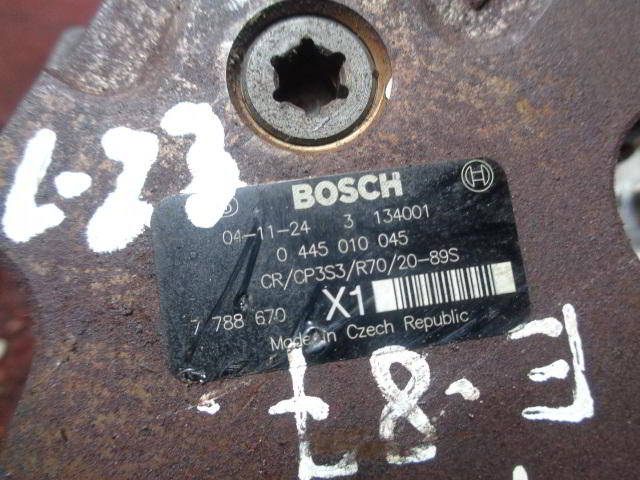 L-23
BOSCH
04-11-24 3 134001
0 445 010 045
CR/CP3S3/R70/20-89S
7 788 670 X1
Made in Czech Republic